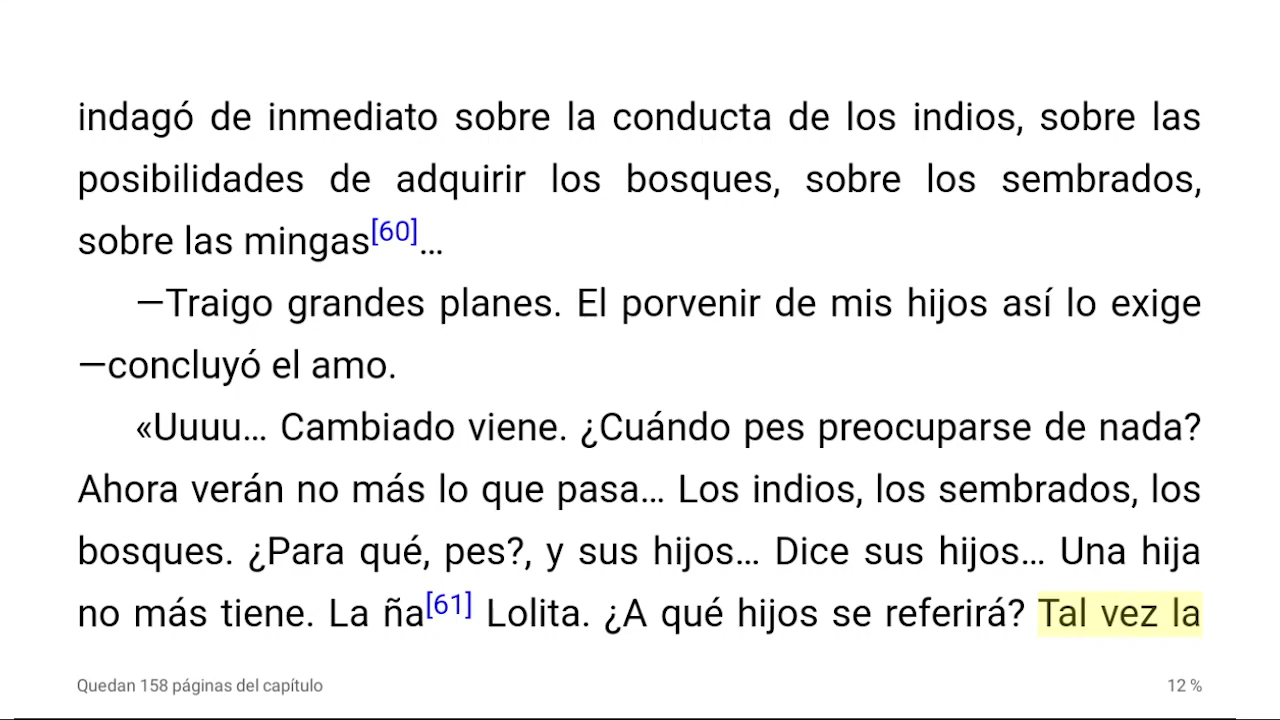 indagó de inmediato sobre la conducta de los indios, sobre las
posibilidades de adquirir los bosques, sobre los sembrados,
sobre las mingas[60]…
—Traigo grandes planes. El porvenir de mis hijos así lo exige
—concluyó el amo.
«Uuuu… Cambiado viene. ¿Cuándo pes preocuparse de nada?
Ahora verán no más lo que pasa… Los indios, los sembrados, los
bosques. ¿Para qué, pes?, y sus hijos… Dice sus hijos… Una hija
no más tiene. La ña[61] Lolita. ¿A qué hijos se referirá? Tal vez la
Quedan 158 páginas del capítulo
12 %